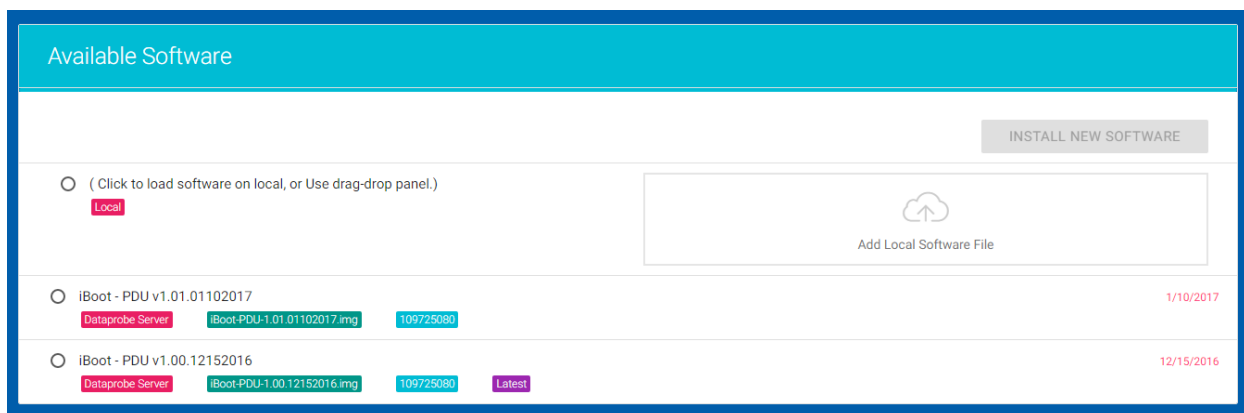 Available Software
INSTALL NEW SOFTWARE
( Click to load software on local, or Use drag-drop panel.)
Local
Add Local Software File
iBoot - PDU v1.01.01102017 1/10/2017
Dataprobe Server iBoot-PDU-1.01.01102017.img 109725080
iBoot - PDU v1.00.12152016 12/15/2016
Dataprobe Server iBoot-PDU-1.00.12152016.img 109725080 Latest